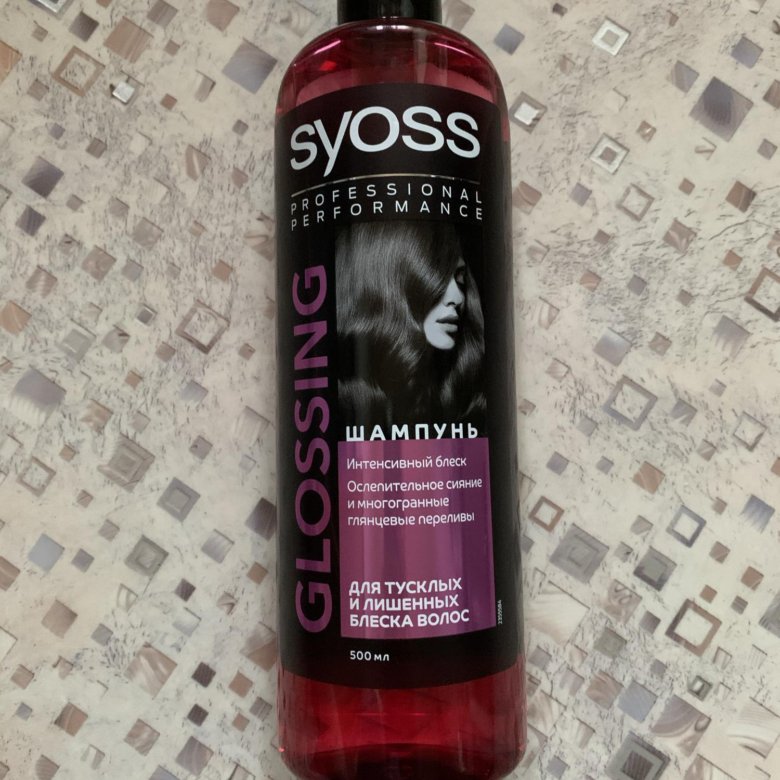 syoss
PROFESSIONAL
PERFORMANCE
GLOSSING
ШАМПУНЬ
Интенсивный блеск
Ослепительное сияние
и многогранные
глянцевые переливы
ДЛЯ ТУСКЛЫХ
И ЛИШЕННЫХ
БЛЕСКА ВОЛОС
500 мл